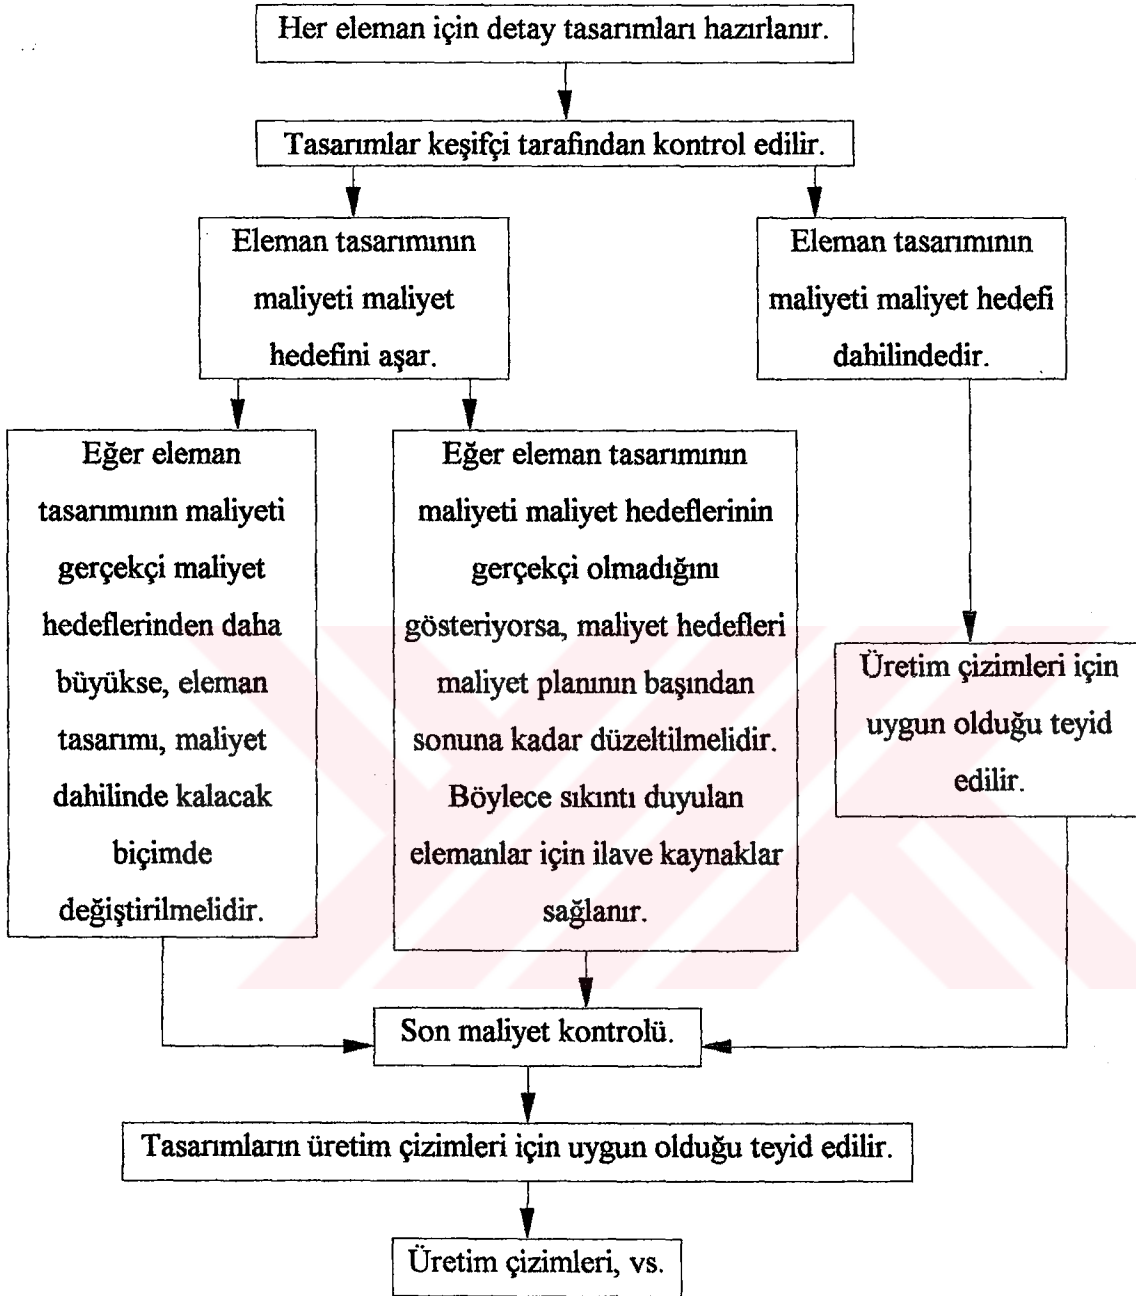 Her eleman için detay tasarımları hazırlanır.
Tasarımlar keşifçi tarafından kontrol edilir.
Eleman tasarımının
maliyeti maliyet
hedefini aşar.
Eleman tasarımının
maliyeti maliyet hedefi
dahilindedir.
Eğer eleman
tasarımının maliyeti
gerçekçi maliyet
hedeflerinden daha
büyükse, eleman
tasarımı, maliyet
dahilinde kalacak
biçimde
değiştirilmelidir.
Eğer eleman tasarımının
maliyeti maliyet hedeflerinin
gerçekçi olmadığını
gösteriyorsa, maliyet hedefleri
maliyet planının başından
sonuna kadar düzeltilmelidir.
Böylece sıkıntı duyulan
elemanlar için ilave kaynaklar
sağlanır.
Üretim çizimleri için
uygun olduğu teyid
edilir.
Son maliyet kontrolü.
Tasarımların üretim çizimleri için uygun olduğu teyid edilir.
Üretim çizimleri, vs.